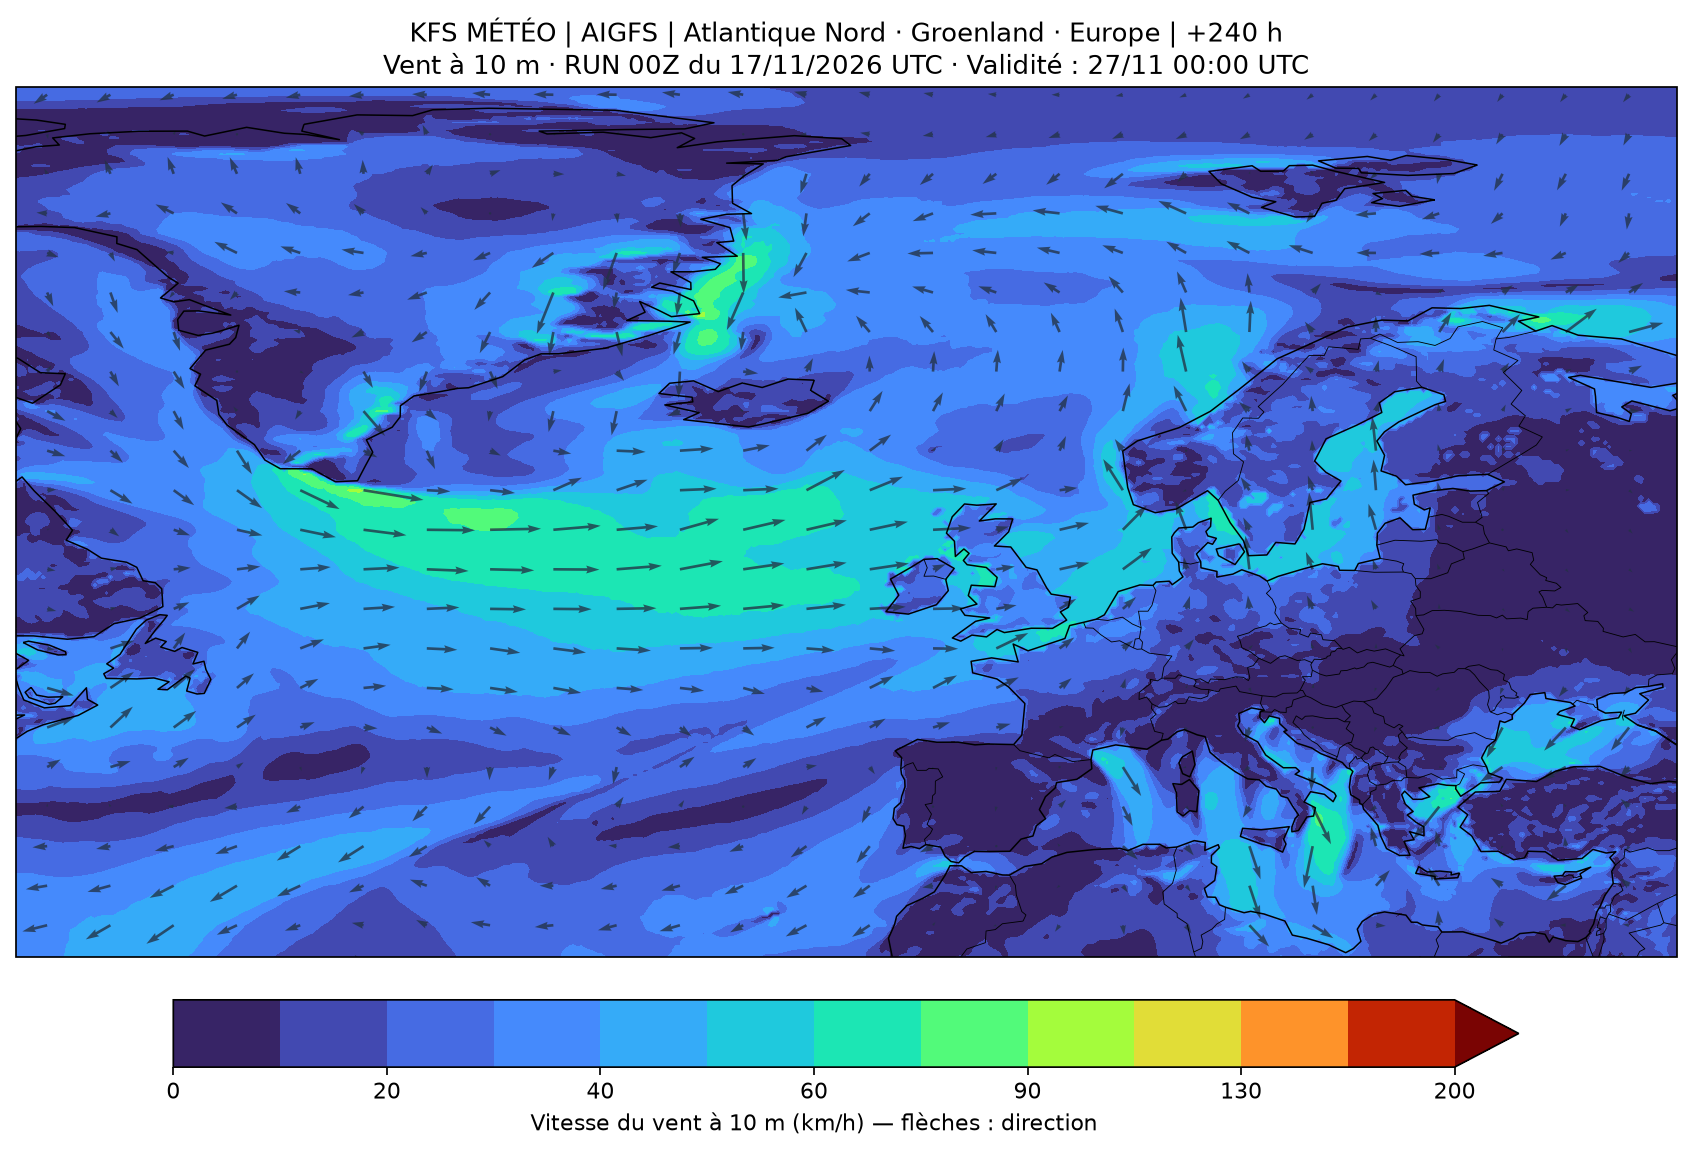 KFS MÉTÉO | AIGFS | Atlantique Nord · Groenland · Europe | +240 h
Vent à 10 m · RUN 00Z du 17/11/2026 UTC · Validité : 27/11 00:00 UTC
0 20 40 60 90 130 200
Vitesse du vent à 10 m (km/h) — flèches : direction